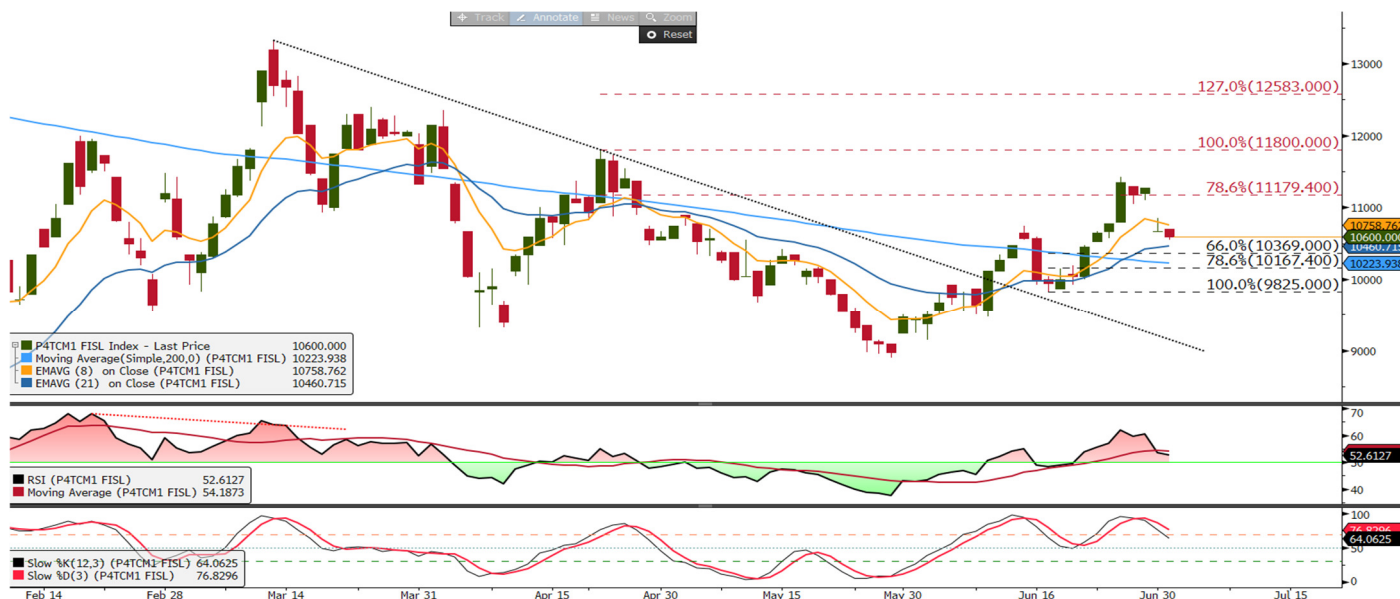 Track Annotate News Zoom
Reset
13000
127.0%(12583.000)
12000
100.0%(11800.000)
78.6%(11179.400)
11000
10758.762
10600.000
10460.715
66.0%(10369.000)
78.6%(10167.400)
10223.938
10000
100.0%(9825.000)
9000
P4TCM1 FISL Index - Last Price 10600.000
Moving Average(Simple,200,0) (P4TCM1 FISL) 10223.938
EMAVG (8) on Close (P4TCM1 FISL) 10758.762
EMAVG (21) on Close (P4TCM1 FISL) 10460.715
70
60
52.6127
50
40
RSI (P4TCM1 FISL) 52.6127
Moving Average (P4TCM1 FISL) 54.1873
100
76.8296
64.0625
50
0
Slow %K(12,3) (P4TCM1 FISL) 64.0625
Slow %D(3) (P4TCM1 FISL) 76.8296
Feb 14 Feb 28 Mar 14 Mar 31 Apr 15 Apr 30 May 15 May 30 Jun 16 Jun 30 Jul 15